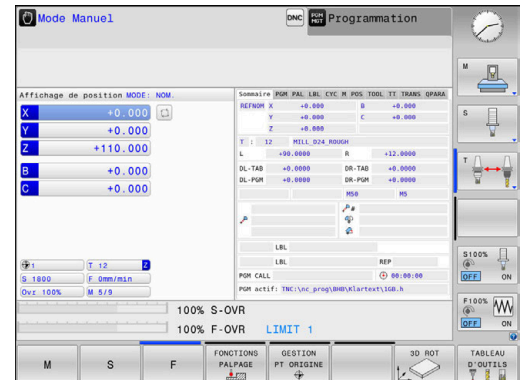 Mode Manuel
DNC
PGM MGT
Programmation
Affichage de position MODE: NOM.
X +0.000
Y +0.000
Z +110.000
B +0.000
C +0.000
1 T 12 Z
S 1800 F 0mm/min
Ovr 100% M 5/9
Sommaire PGM PAL LBL CYC M POS TOOL TT TRANS QPARA
REFNOM X +0.000 B +0.000
Y +0.000 C +0.000
Z +0.000
T : 12 MILL_D24_ROUGH
L +90.0000 R +12.0000
DL-TAB +0.0000 DR-TAB +0.0000
DL-PGM +0.0000 DR-PGM +0.0000
M50 M5
LBL
LBL REP
PGM CALL 00:00:00
PGM actif: TNC:\nc_prog\BHB\Klartext\1GB.h
100% S-OVR
100% F-OVR LIMIT 1
M
S
F
FONCTIONS PALPAGE
GESTION PT ORIGINE
3D ROT
TABLEAU D'OUTILS
M
S
T
S100%
OFF ON
F100%
OFF ON